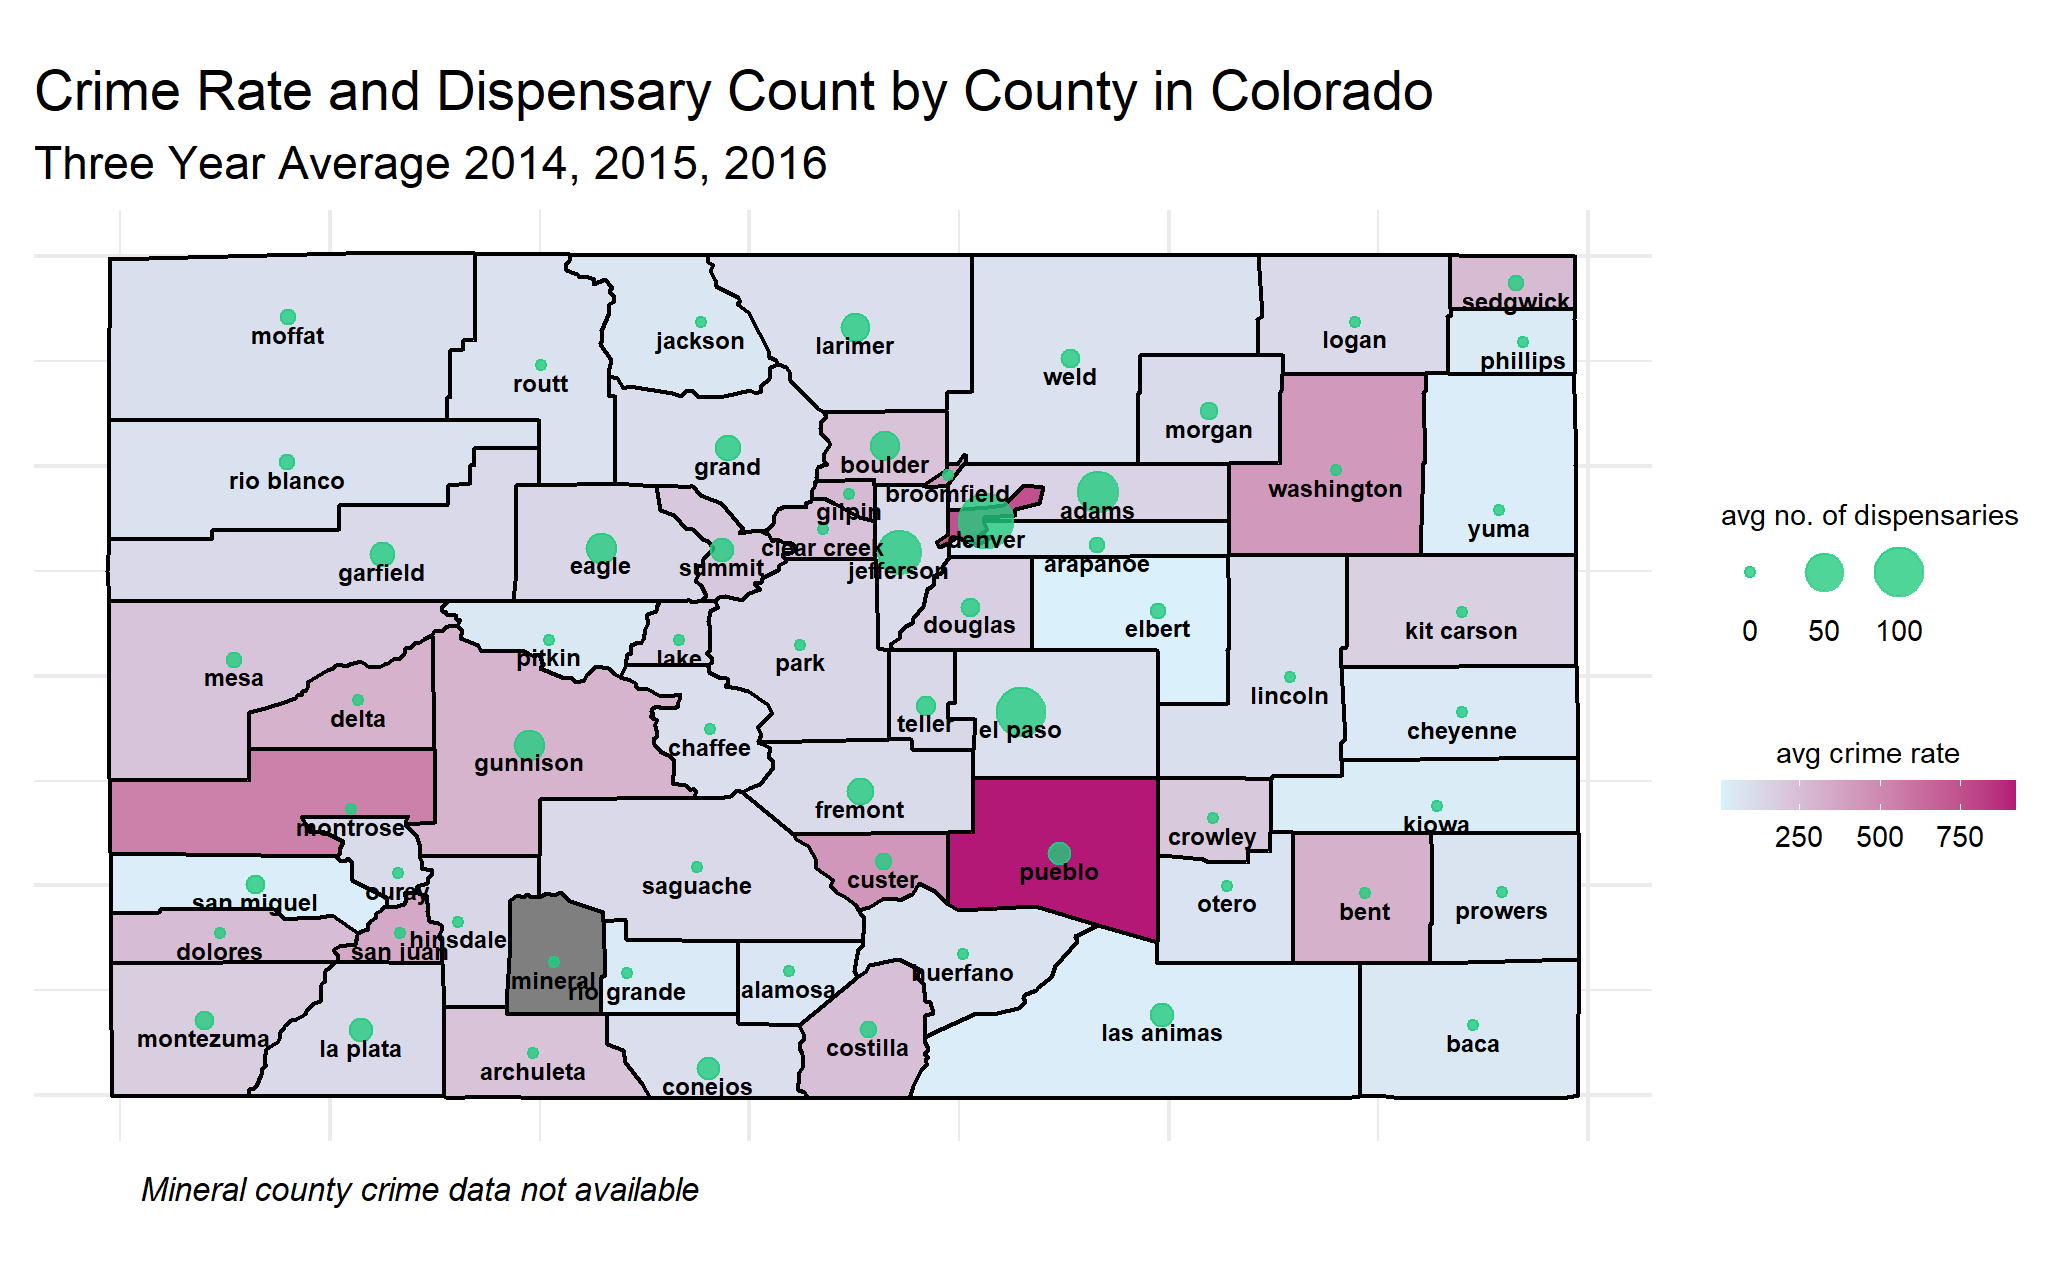 Crime Rate and Dispensary Count by County in Colorado
Three Year Average 2014, 2015, 2016
sedgwick
moffat
jackson
larimer
logan
phillips
routt
weld
morgan
grand
boulder
rio blanco
washington
broomfield
gilpin
adams
yuma
denver
clear creek
garfield
eagle
summit
jefferson
arapahoe
douglas
elbert
kit carson
pitkin
lake
park
mesa
lincoln
delta
teller
el paso
cheyenne
chaffee
gunnison
fremont
kiowa
montrose
crowley
pueblo
custer
saguache
ouray
san miguel
otero
bent
prowers
hinsdale
dolores
san juan
huerfano
mineral
rio grande
alamosa
las animas
montezuma
la plata
costilla
baca
archuleta
conejos
avg no. of dispensaries
0 50 100
avg crime rate
250 500 750
Mineral county crime data not available